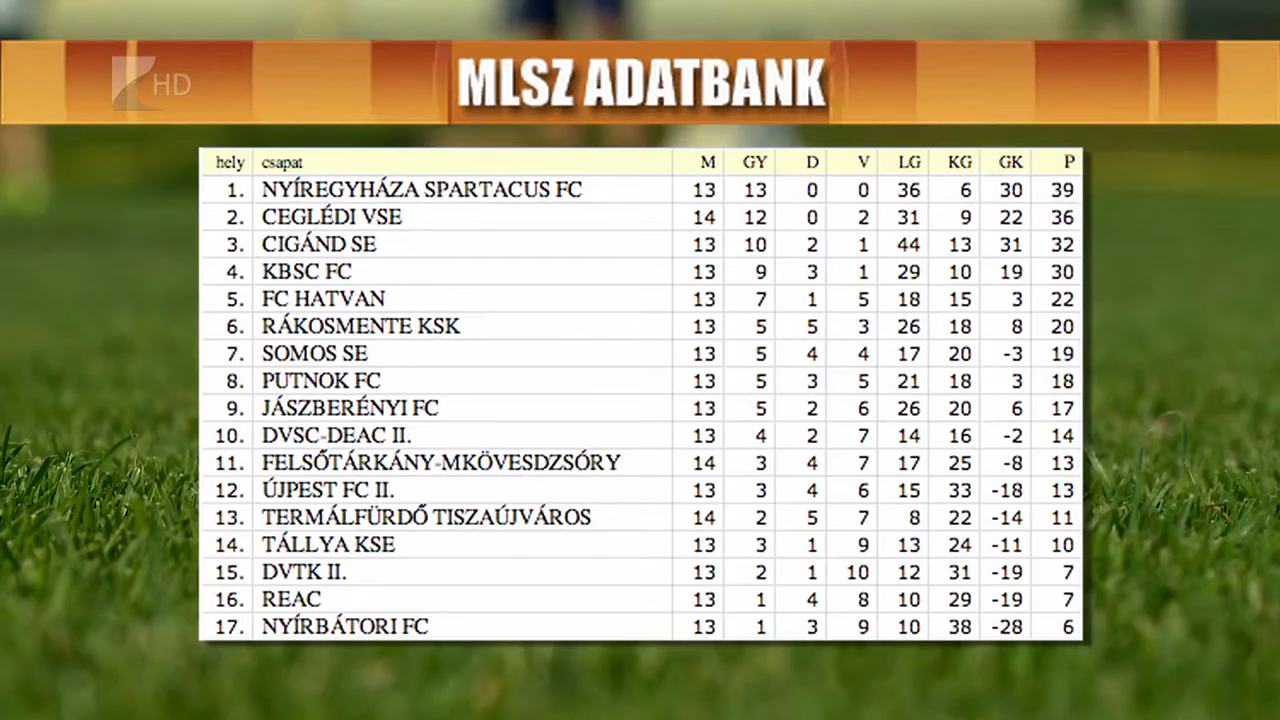 MLSZ ADATBANK
HD
hely csapat M GY D V LG KG GK P
1. NYÍREGYHÁZA SPARTACUS FC 13 13 0 0 36 6 30 39
2. CEGLÉDI VSE 14 12 0 2 31 9 22 36
3. CIGÁND SE 13 10 2 1 44 13 31 32
4. KBSC FC 13 9 3 1 29 10 19 30
5. FC HATVAN 13 7 1 5 18 15 3 22
6. RÁKOSMENTE KSK 13 5 5 3 26 18 8 20
7. SOMOS SE 13 5 4 4 17 20 -3 19
8. PUTNOK FC 13 5 3 5 21 18 3 18
9. JÁSZBERÉNYI FC 13 5 2 6 26 20 6 17
10. DVSC-DEAC II. 13 4 2 7 14 16 -2 14
11. FELSŐTÁRKÁNY-MKÖVESDZSÓRY 14 3 4 7 17 25 -8 13
12. ÚJPEST FC II. 13 3 4 6 15 33 -18 13
13. TERMÁLFÜRDŐ TISZAÚJVÁROS 14 2 5 7 8 22 -14 11
14. TÁLLYA KSE 13 3 1 9 13 24 -11 10
15. DVTK II. 13 2 1 10 12 31 -19 7
16. REAC 13 1 4 8 10 29 -19 7
17. NYÍRBÁTORI FC 13 1 3 9 10 38 -28 6